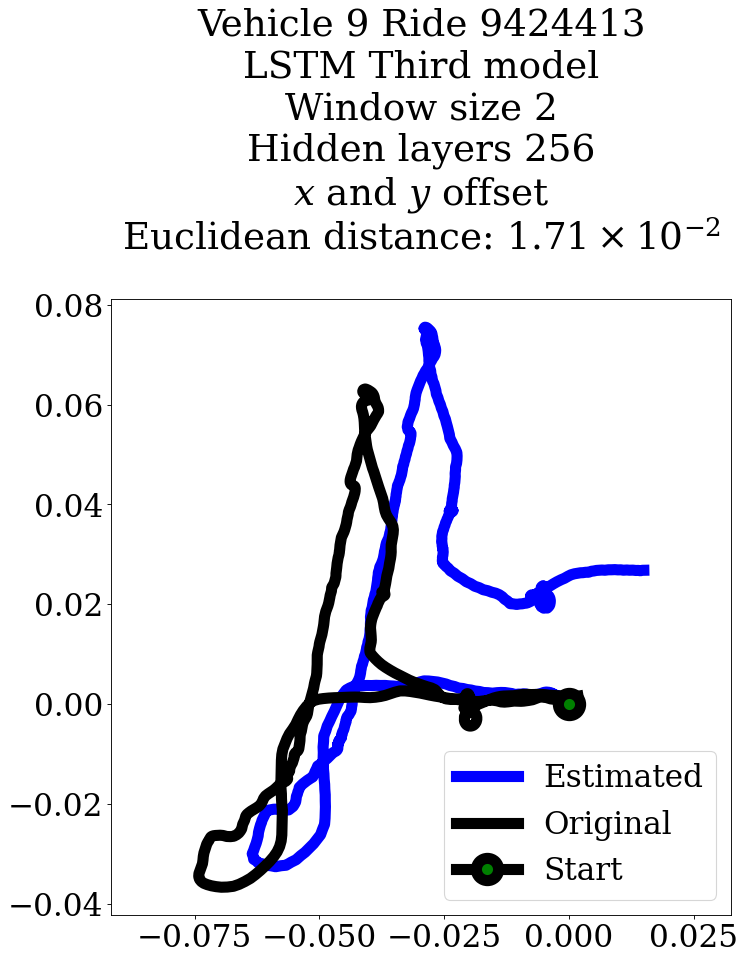 Vehicle 9 Ride 9424413
LSTM Third model
Window size 2
Hidden layers 256
x and y offset
Euclidean distance: 1.71 × 10⁻²
0.08
0.06
0.04
0.02
0.00
−0.02
−0.04
Estimated
Original
Start
−0.075 −0.050 −0.025 0.000 0.025